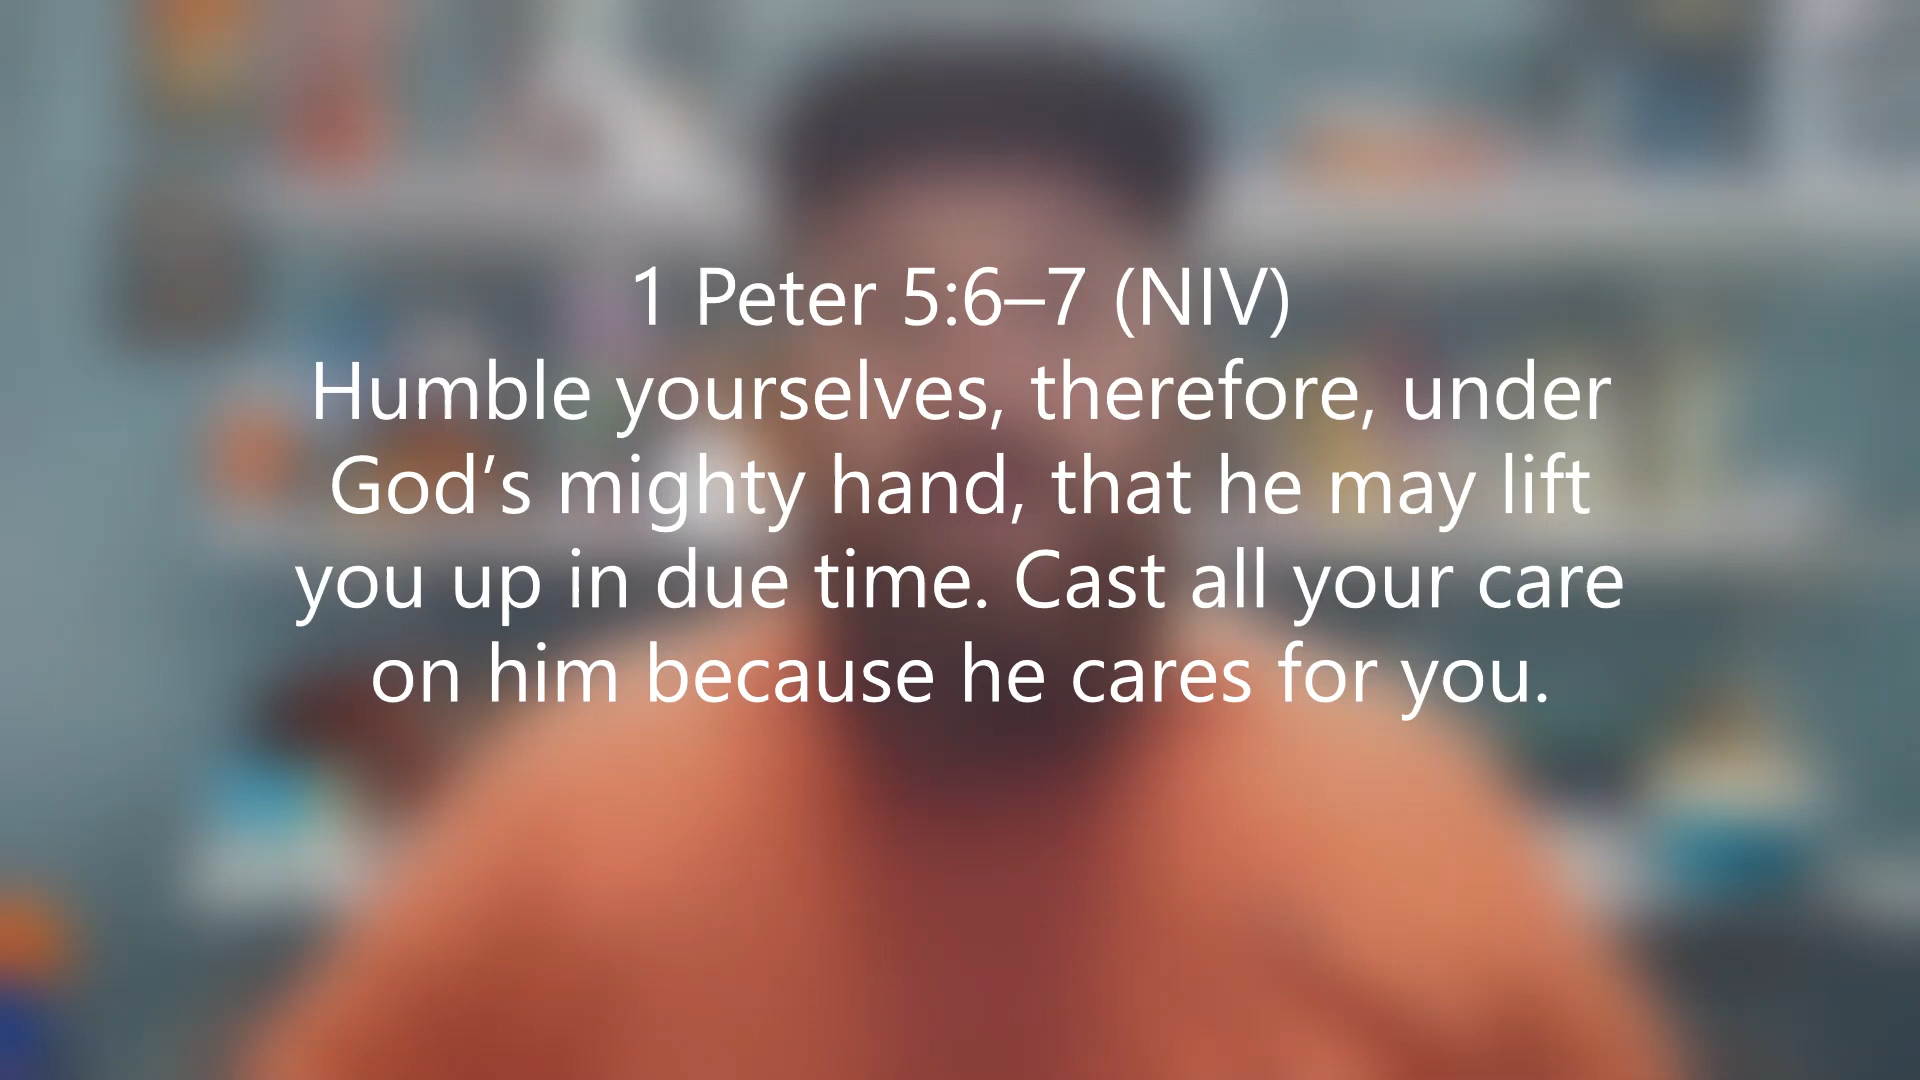 1 Peter 5:6–7 (NIV)
Humble yourselves, therefore, under
God’s mighty hand, that he may lift
you up in due time. Cast all your care
on him because he cares for you.